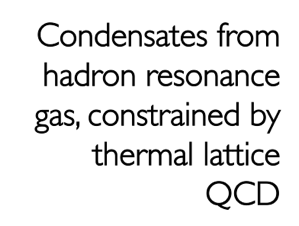 Condensates from
hadron resonance
gas, constrained by
thermal lattice
QCD